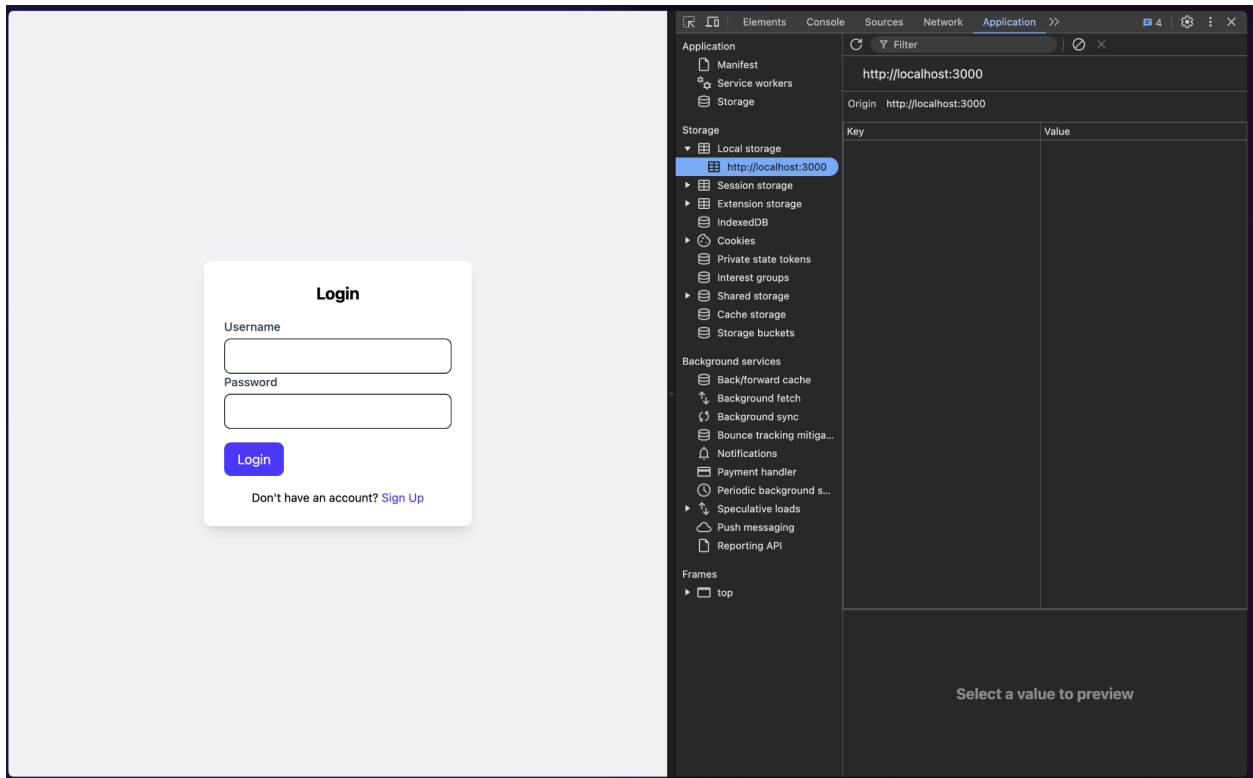 Login
Username
Password
Login
Don't have an account? Sign Up
Elements Console Sources Network Application 4
Application
Manifest
Service workers
Storage
Storage
Local storage
http://localhost:3000
Session storage
Extension storage
IndexedDB
Cookies
Private state tokens
Interest groups
Shared storage
Cache storage
Storage buckets
Background services
Back/forward cache
Background fetch
Background sync
Bounce tracking mitiga...
Notifications
Payment handler
Periodic background s...
Speculative loads
Push messaging
Reporting API
Frames
top
Filter
http://localhost:3000
Origin http://localhost:3000
Key Value
Select a value to preview